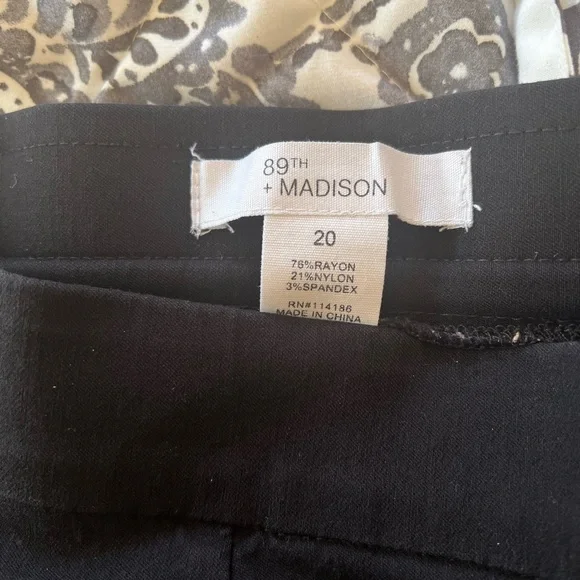 89TH
+ MADISON
20
76%RAYON
21%NYLON
3%SPANDEX
RN#114186
MADE IN CHINA